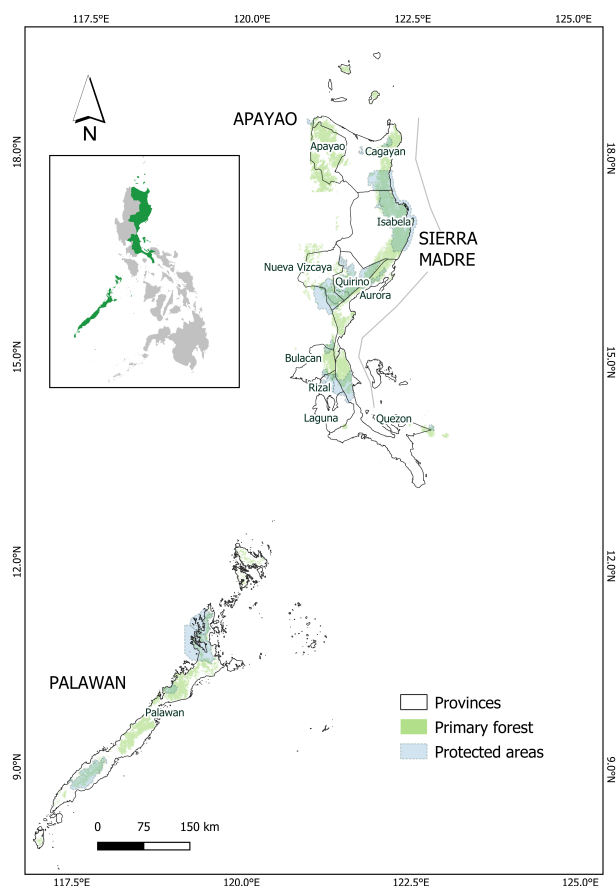 117.5°E 120.0°E 122.5°E 125.0°E
N
APAYAO
Apayao
Cagayan
18.0°N
18.0°N
Isabela
SIERRA
MADRE
Nueva Vizcaya
Quirino
Aurora
15.0°N
15.0°N
Bulacan
Rizal
Laguna
Quezon
12.0°N
12.0°N
PALAWAN
Palawan
Provinces
Primary forest
Protected areas
9.0°N
9.0°N
0 75 150 km
117.5°E 120.0°E 122.5°E 125.0°E